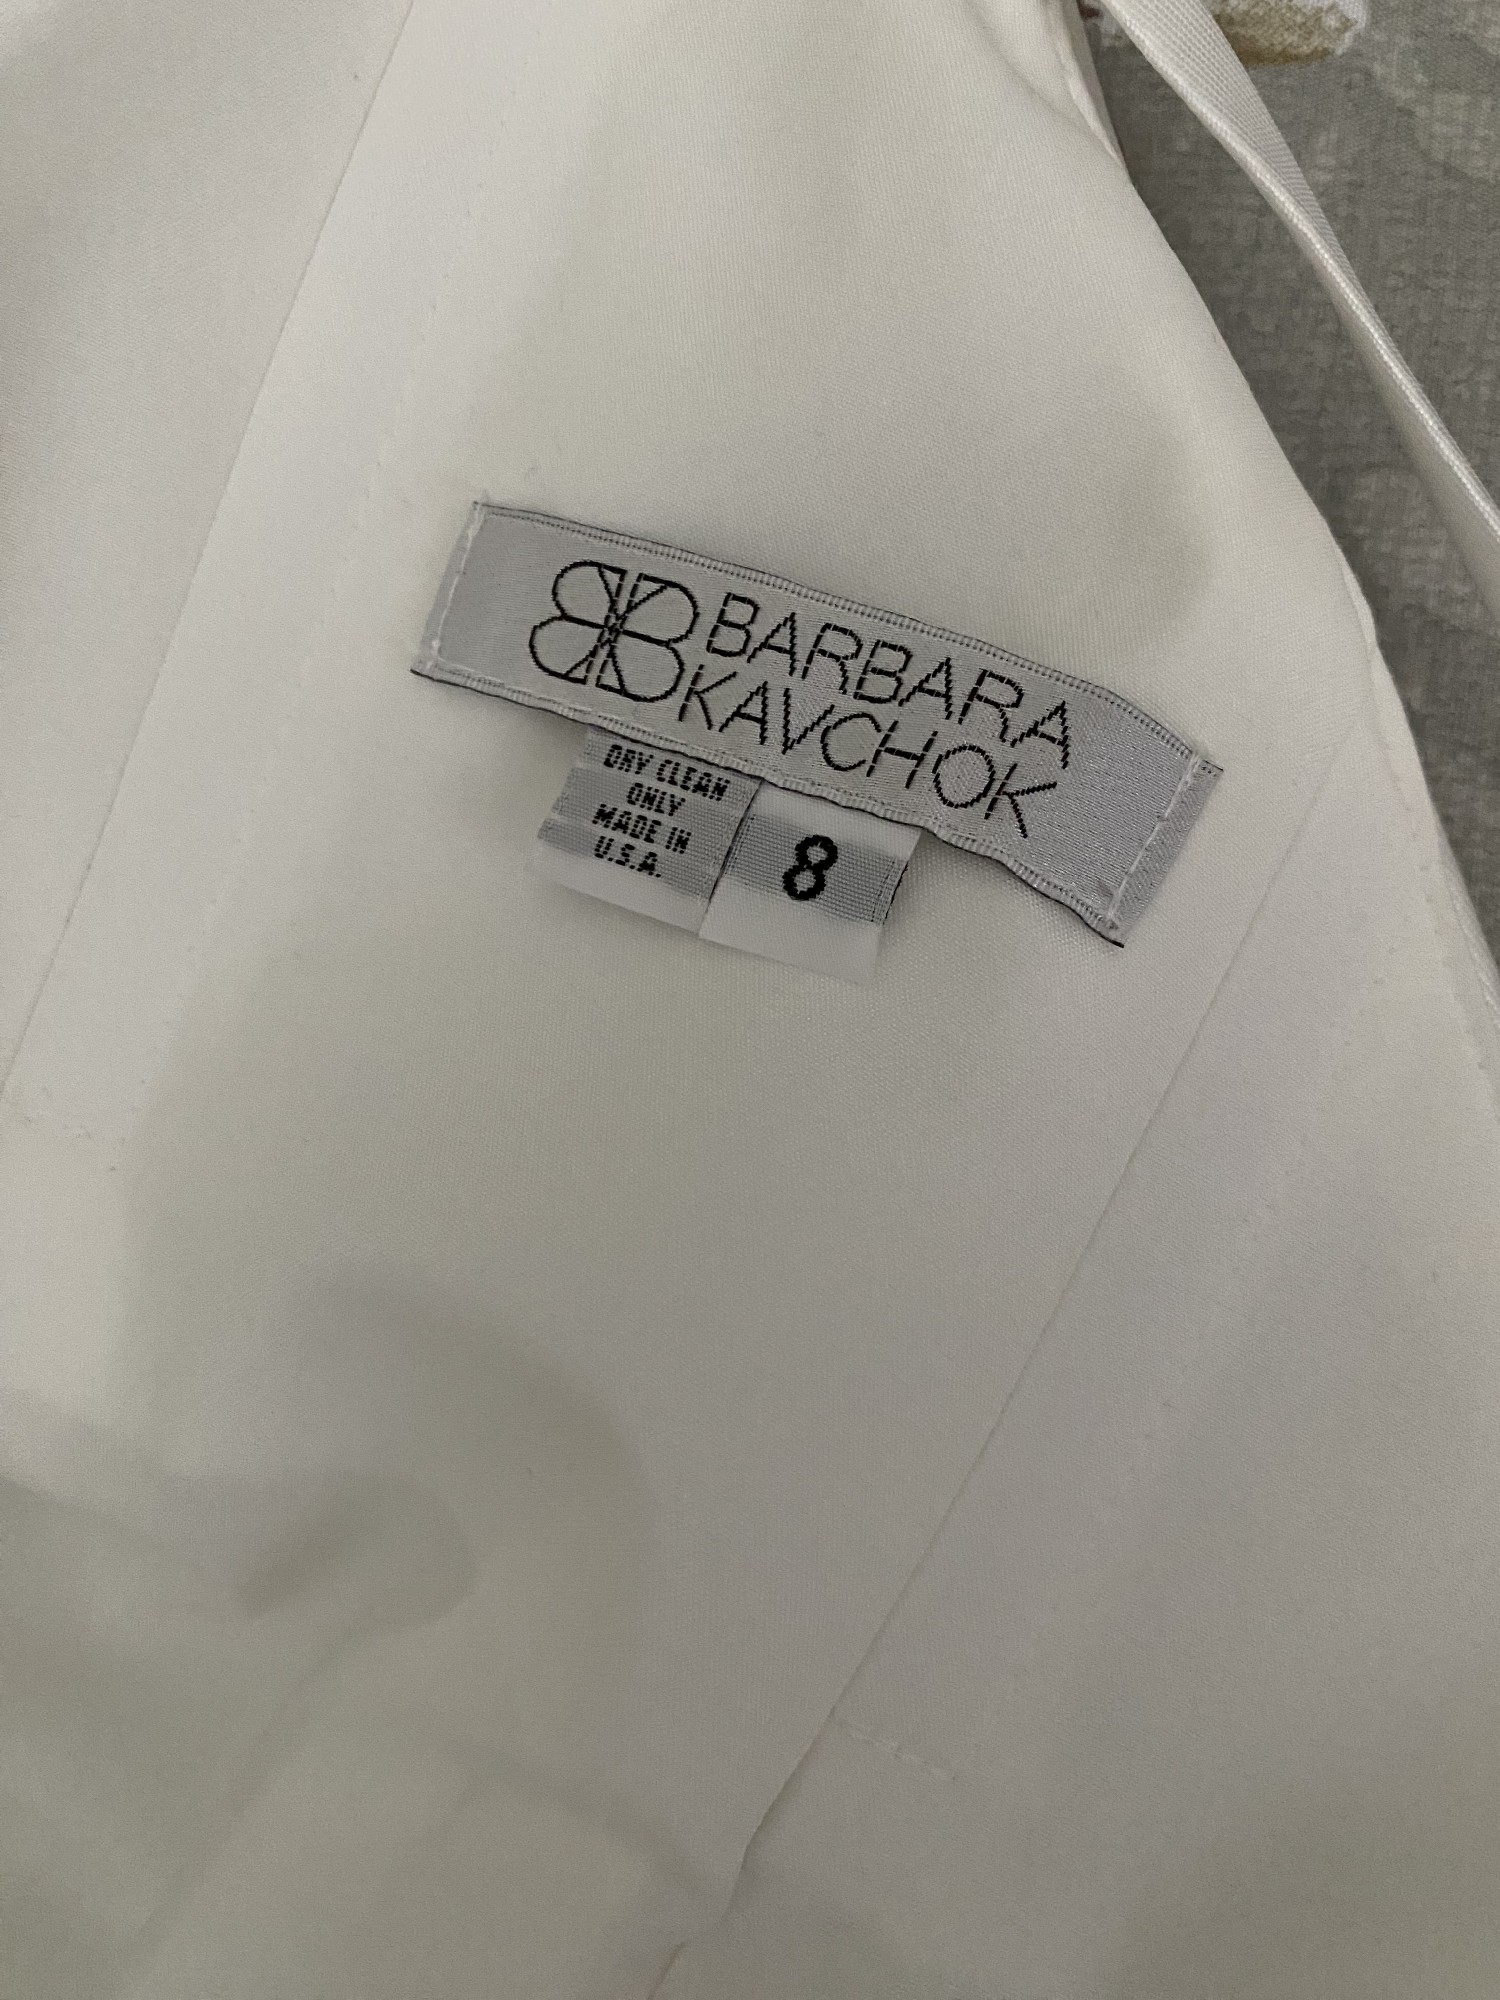 BARBARA
KAVCHOK
DRY CLEAN
ONLY
MADE IN
U.S.A.
8